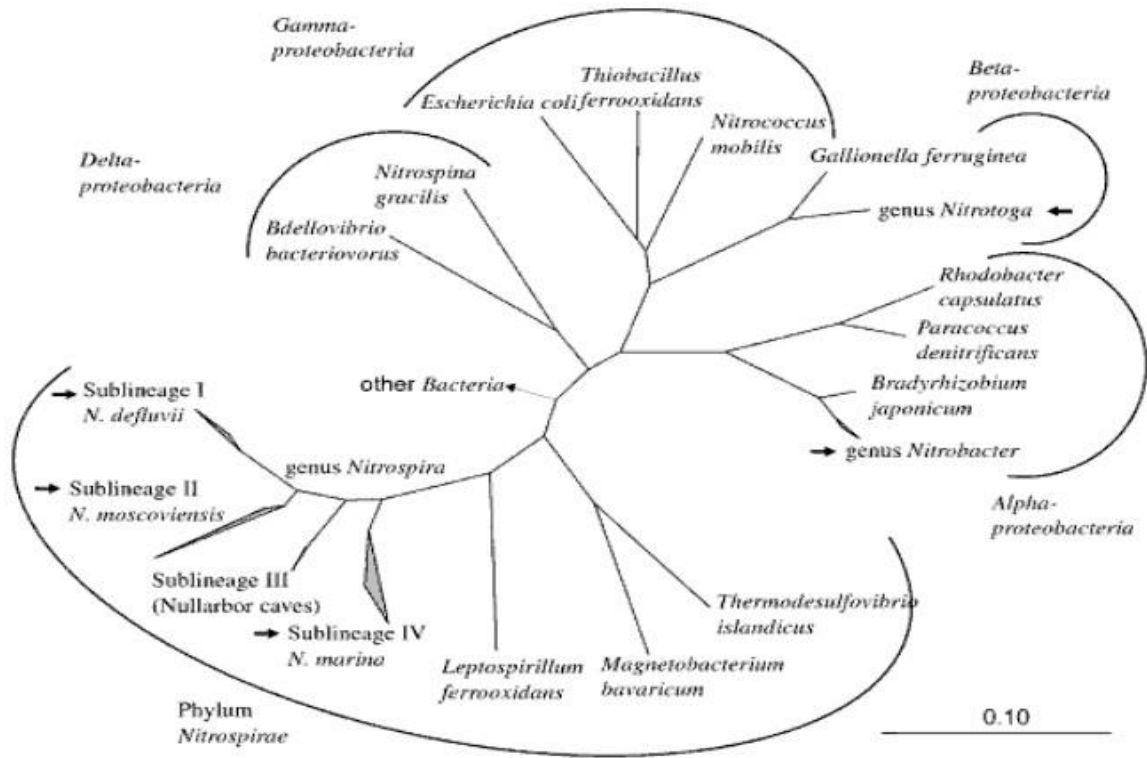 Gamma-
proteobacteria
Thiobacillus
Escherichia coli ferrooxidans
Nitrococcus
mobilis
Beta-
proteobacteria
Gallionella ferruginea
genus Nitrotoga
Delta-
proteobacteria
Nitrospina
gracilis
Bdellovibrio
bacteriovorus
Rhodobacter
capsulatus
Paracoccus
denitrificans
Bradyrhizobium
japonicum
genus Nitrobacter
Alpha-
proteobacteria
other Bacteria
Sublineage I
N. defluvii
genus Nitrospira
Sublineage II
N. moscoviensis
Sublineage III
(Nullarbor caves)
Sublineage IV
N. marina
Leptospirillum
ferrooxidans
Magnetobacterium
bavaricum
Thermodesulfovibrio
islandicus
Phylum
Nitrospirae
0.10